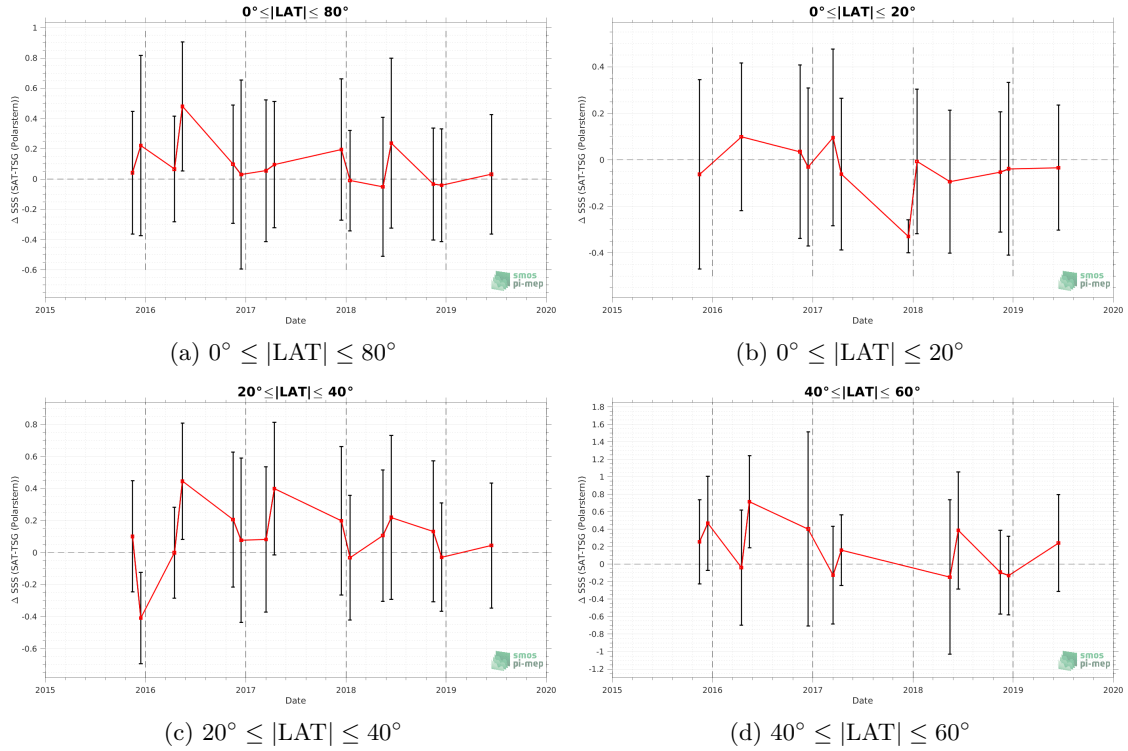 0°≤|LAT|≤ 80°
Δ SSS (SAT-TSG (Polarstern))
1
0.8
0.6
0.4
0.2
0
-0.2
-0.4
-0.6
2015 2016 2017 2018 2019 2020
Date
smos
pi-mep
(a) 0° ≤ |LAT| ≤ 80°
0°≤|LAT|≤ 20°
Δ SSS (SAT-TSG (Polarstern))
0.4
0.2
0
-0.2
-0.4
2015 2016 2017 2018 2019 2020
Date
smos
pi-mep
(b) 0° ≤ |LAT| ≤ 20°
20°≤|LAT|≤ 40°
Δ SSS (SAT-TSG (Polarstern))
0.8
0.6
0.4
0.2
0
-0.2
-0.4
-0.6
2015 2016 2017 2018 2019 2020
Date
smos
pi-mep
(c) 20° ≤ |LAT| ≤ 40°
40°≤|LAT|≤ 60°
Δ SSS (SAT-TSG (Polarstern))
1.8
1.6
1.4
1.2
1
0.8
0.6
0.4
0.2
0
-0.2
-0.4
-0.6
-0.8
-1
-1.2
2015 2016 2017 2018 2019 2020
Date
smos
pi-mep
(d) 40° ≤ |LAT| ≤ 60°